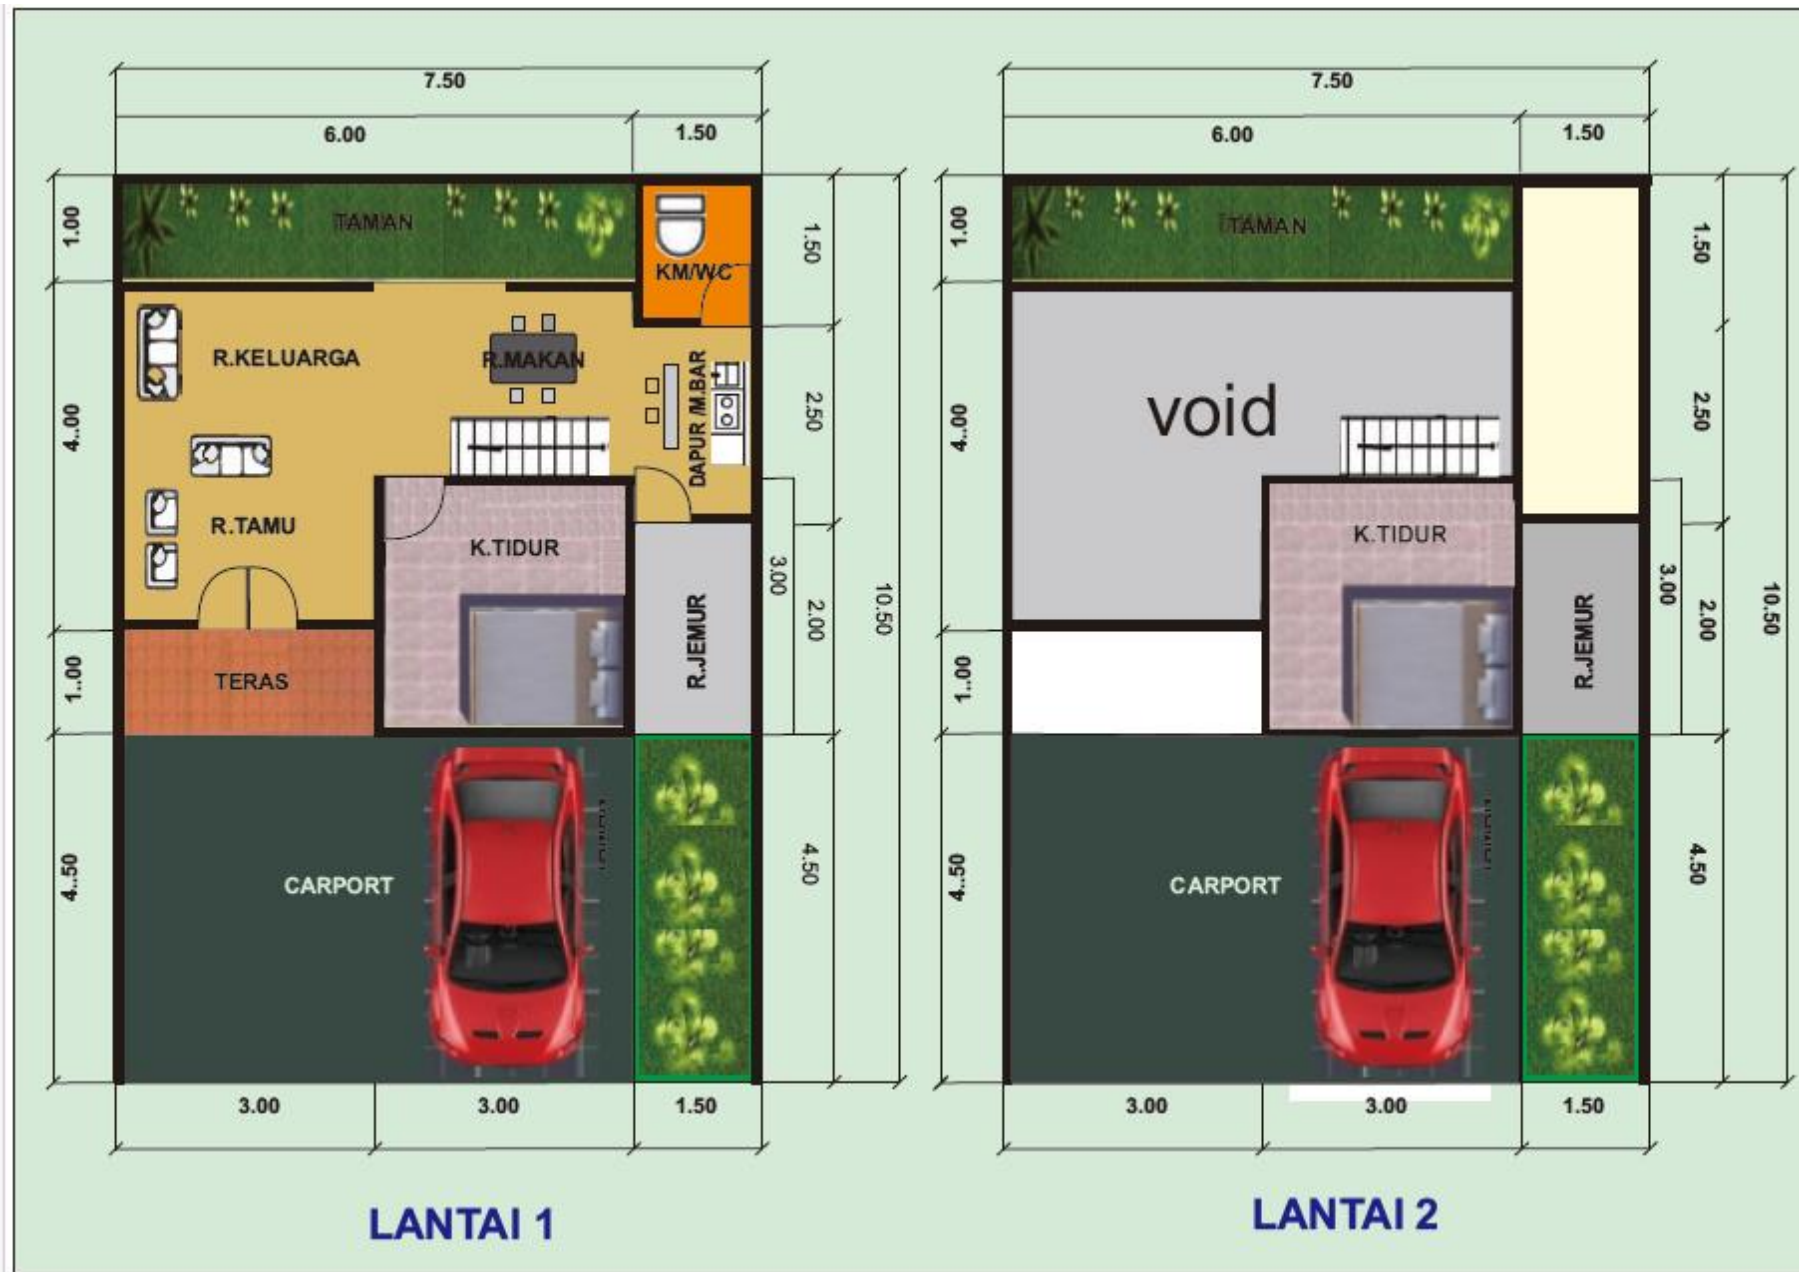 7.50
6.00
1.50
1.00
TAMAN
KM/WC
1.50
R.KELUARGA
R.MAKAN
DAPUR /M.BAR
4.00
2.50
R.TAMU
K.TIDUR
3.00
R.JEMUR
2.00
10.50
TERAS
1.00
CARPORT
4.50
4.50
3.00
3.00
1.50
LANTAI 1
7.50
6.00
1.50
1.00
TAMAN
1.50
void
4.00
2.50
K.TIDUR
3.00
R.JEMUR
2.00
10.50
1.00
CARPORT
4.50
4.50
3.00
3.00
1.50
LANTAI 2